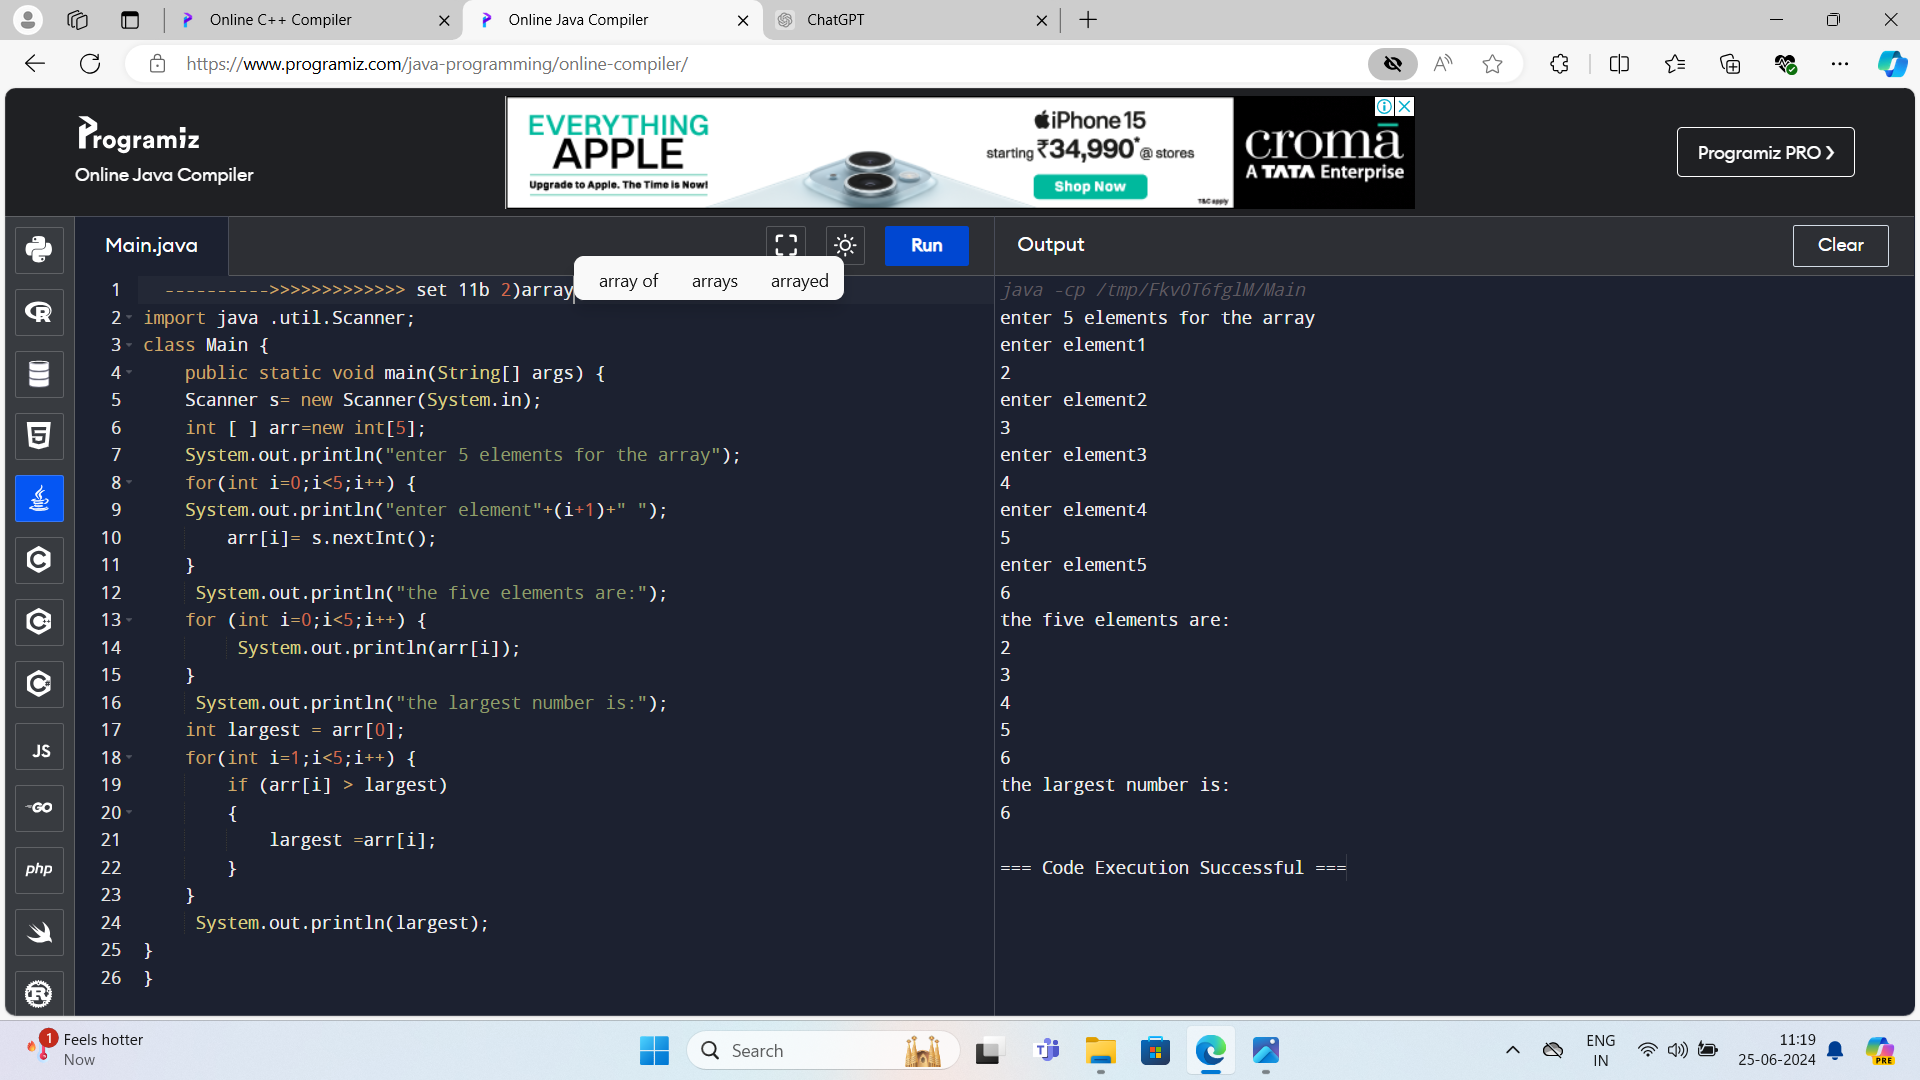 Online C++ Compiler
Online Java Compiler
ChatGPT
https://www.programiz.com/java-programming/online-compiler/
Programiz
Online Java Compiler
EVERYTHING
APPLE
Upgrade to Apple. The Time is Now!
iPhone 15
starting ₹34,990* @ stores
Shop Now
T&C apply
croma
A TATA Enterprise
Programiz PRO
Main.java
Run
Output
Clear
array of arrays arrayed
1 ---------->>>>>>>>>>>>> set 11b 2)array
2 import java .util.Scanner;
3 class Main {
4 public static void main(String[] args) {
5 Scanner s= new Scanner(System.in);
6 int [ ] arr=new int[5];
7 System.out.println("enter 5 elements for the array");
8 for(int i=0;i<5;i++) {
9 System.out.println("enter element"+(i+1)+" ");
10 arr[i]= s.nextInt();
11 }
12 System.out.println("the five elements are:");
13 for (int i=0;i<5;i++) {
14 System.out.println(arr[i]);
15 }
16 System.out.println("the largest number is:");
17 int largest = arr[0];
18 for(int i=1;i<5;i++) {
19 if (arr[i] > largest)
20 {
21 largest =arr[i];
22 }
23 }
24 System.out.println(largest);
25 }
26 }
java -cp /tmp/FkvOT6fglM/Main
enter 5 elements for the array
enter element1
2
enter element2
3
enter element3
4
enter element4
5
enter element5
6
the five elements are:
2
3
4
5
6
the largest number is:
6
=== Code Execution Successful ===
JS
GO
php
1
Feels hotter
Now
Search
ENG
IN
11:19
25-06-2024
PRE